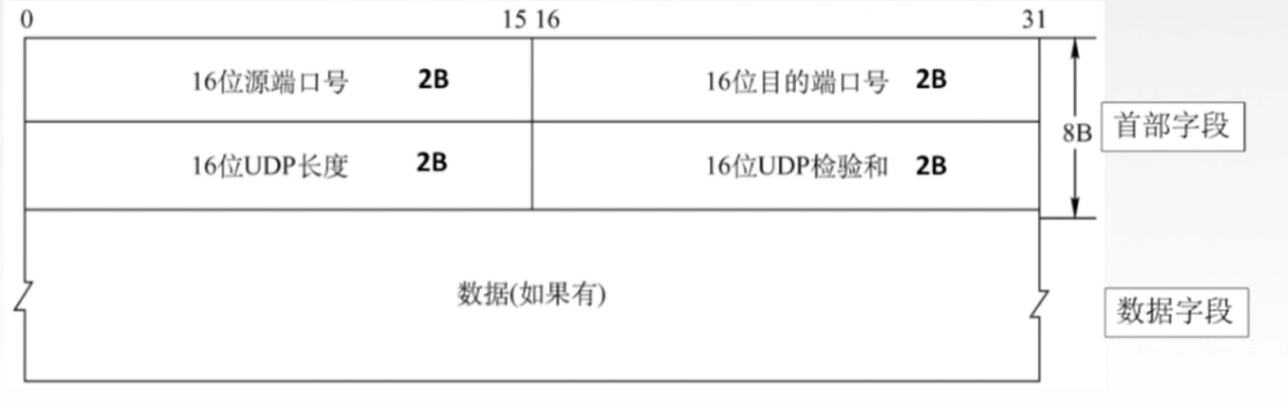 0 15 16 31
16位源端口号 2B 16位目的端口号 2B
8B 首部字段
16位UDP长度 2B 16位UDP检验和 2B
数据(如果有)
数据字段